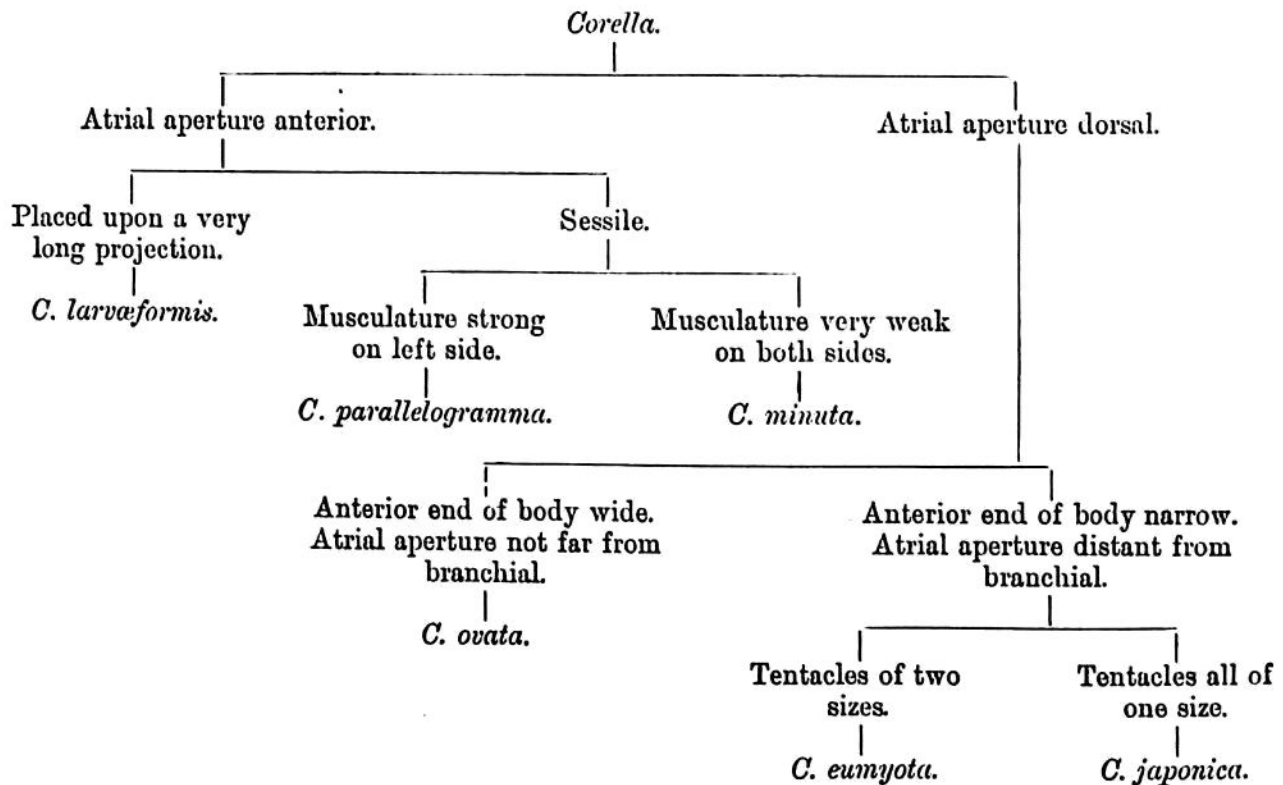 Corella.
Atrial aperture anterior.
Atrial aperture dorsal.
Placed upon a very
long projection.
C. larvæformis.
Sessile.
Musculature strong
on left side.
C. parallelogramma.
Musculature very weak
on both sides.
C. minuta.
Anterior end of body wide.
Atrial aperture not far from
branchial.
C. ovata.
Anterior end of body narrow.
Atrial aperture distant from
branchial.
Tentacles of two
sizes.
C. eumyota.
Tentacles all of
one size.
C. japonica.